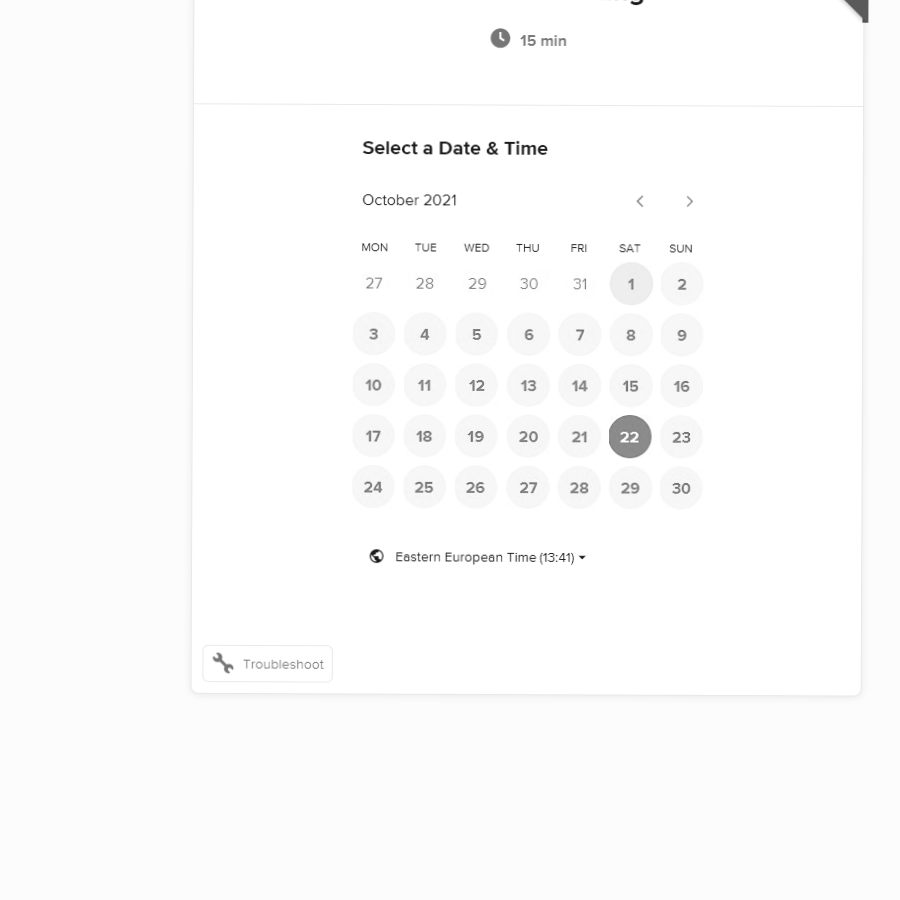 15 min
Select a Date & Time
October 2021
MON TUE WED THU FRI SAT SUN
27 28 29 30 31 1 2
3 4 5 6 7 8 9
10 11 12 13 14 15 16
17 18 19 20 21 22 23
24 25 26 27 28 29 30
Eastern European Time (13:41)
Troubleshoot